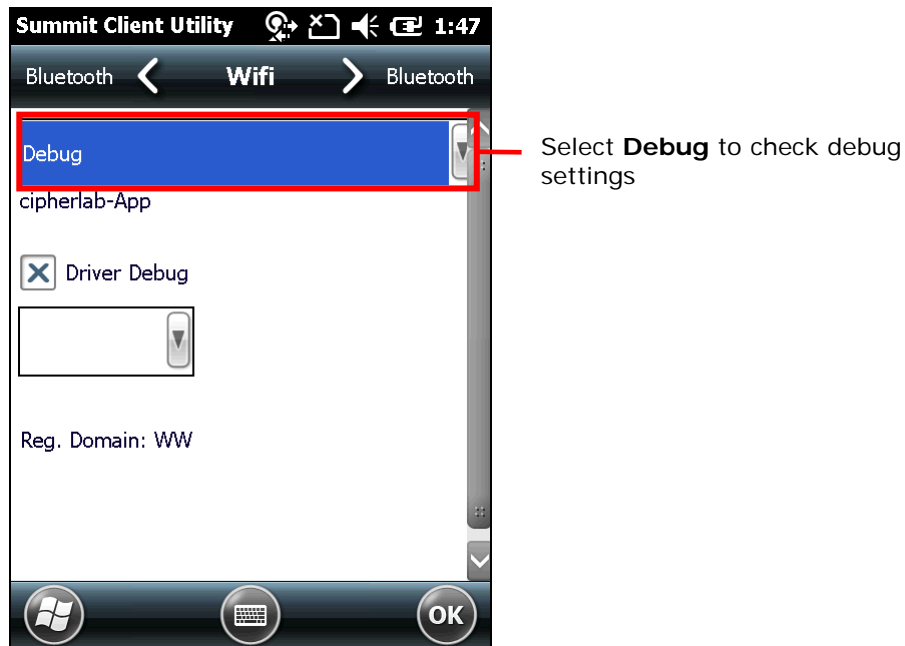 Summit Client Utility 1:47
Bluetooth Wifi Bluetooth
Debug
Select Debug to check debug
settings
cipherlab-App
Driver Debug
Reg. Domain: WW
OK